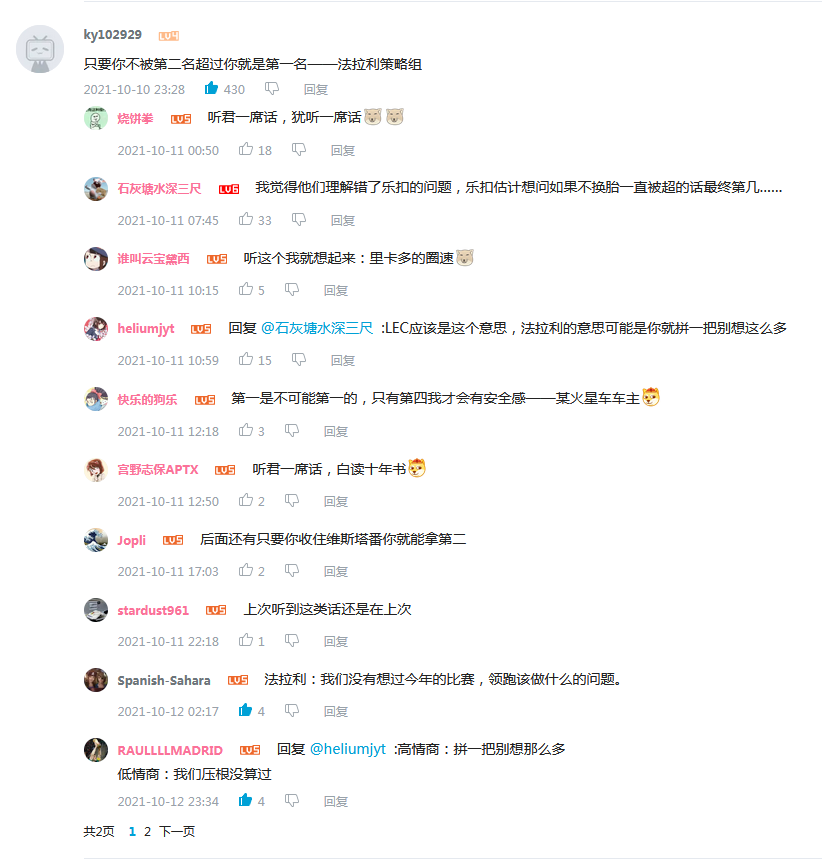 ky102929 LV4
只要你不被第二名超过你就是第一名——法拉利策略组
2021-10-10 23:28 430 回复
烧饼拳 LV5 听君一席话，犹听一席话
2021-10-11 00:50 18 回复
石灰塘水深三尺 LV6 我觉得他们理解错了乐扣的问题，乐扣估计想问如果不换胎一直被超的话最终第几......
2021-10-11 07:45 33 回复
谁叫云宝黛西 LV5 听这个我就想起来：里卡多的圈速
2021-10-11 10:15 5 回复
heliumjyt LV5 回复 @石灰塘水深三尺 :LEC应该是这个意思，法拉利的意思可能是你就拼一把别想这么多
2021-10-11 10:59 15 回复
快乐的狗乐 LV5 第一是不可能第一的，只有第四我才会有安全感——某火星车车主
2021-10-11 12:18 3 回复
宫野志保APTX LV5 听君一席话，白读十年书
2021-10-11 12:50 2 回复
Jopli LV5 后面还有只要你收住维斯塔番你就能拿第二
2021-10-11 17:03 2 回复
stardust961 LV5 上次听到这类话还是在上次
2021-10-11 22:18 1 回复
Spanish-Sahara LV5 法拉利：我们没有想过今年的比赛，领跑该做什么的问题。
2021-10-12 02:17 4 回复
RAULLLLMADRID LV5 回复 @heliumjyt :高情商：拼一把别想那么多
低情商：我们压根没算过
2021-10-12 23:34 4 回复
共2页 1 2 下一页